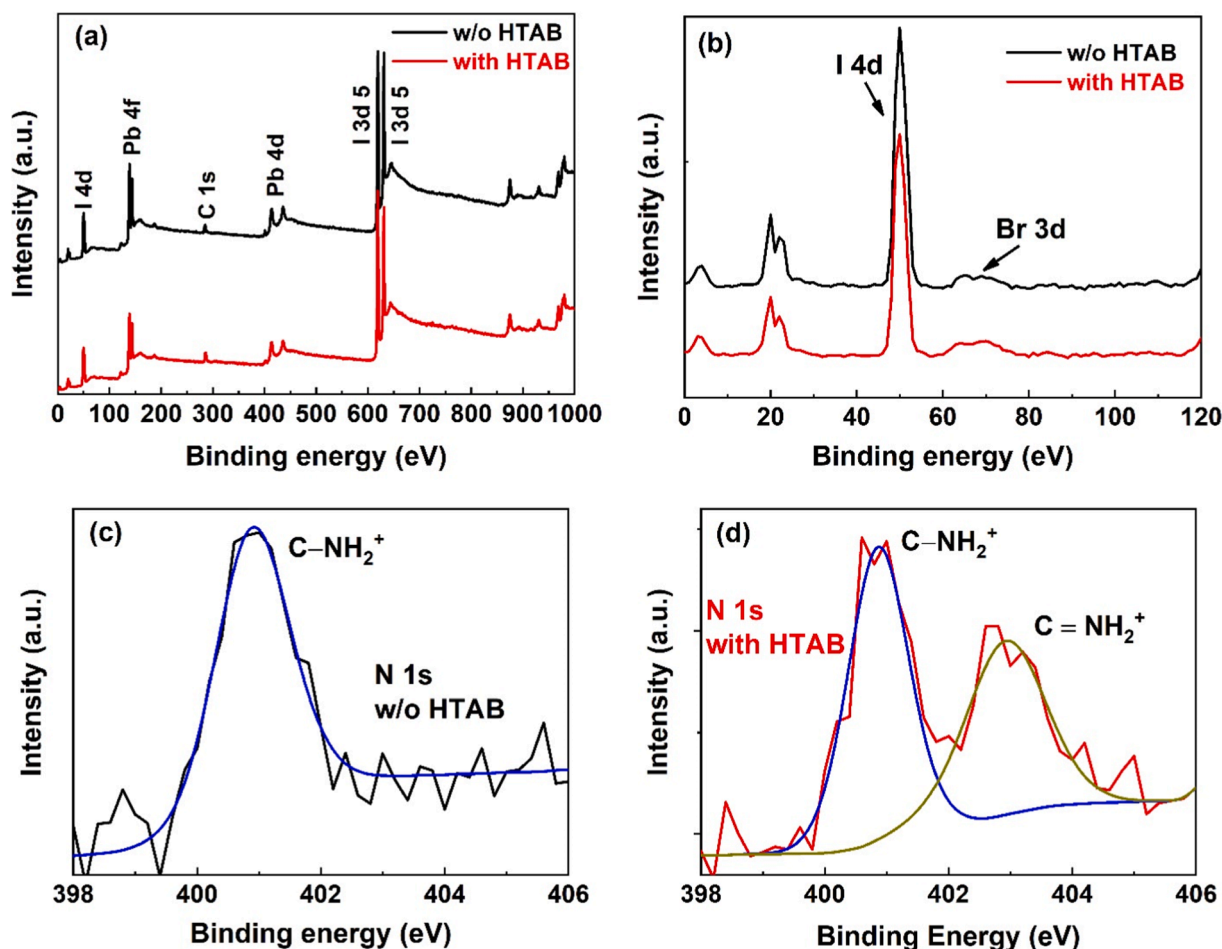 (a)
w/o HTAB
with HTAB
I 4d
Pb 4f
C 1s
Pb 4d
I 3d 5
I 3d 5
Intensity (a.u.)
0 100 200 300 400 500 600 700 800 900 1000
Binding energy (eV)
(b)
w/o HTAB
with HTAB
I 4d
Br 3d
Intensity (a.u.)
0 20 40 60 80 100 120
Binding energy (eV)
(c)
C–NH₂⁺
N 1s
w/o HTAB
Intensity (a.u.)
398 400 402 404 406
Binding energy (eV)
(d)
C–NH₂⁺
N 1s
with HTAB
C = NH₂⁺
Intensity (a.u.)
398 400 402 404 406
Binding Energy (eV)